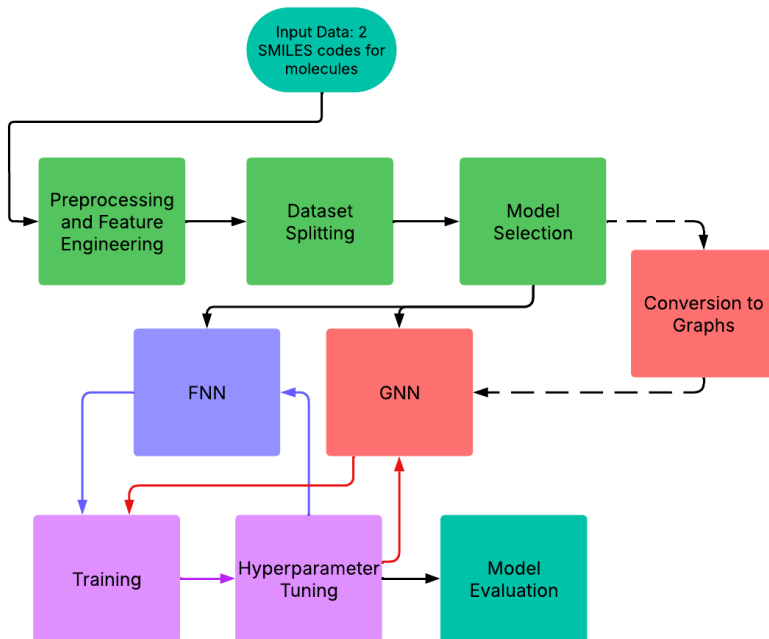 Input Data: 2
SMILES codes for
molecules
Preprocessing
and Feature
Engineering
Dataset
Splitting
Model
Selection
Conversion to
Graphs
FNN
GNN
Training
Hyperparameter
Tuning
Model
Evaluation